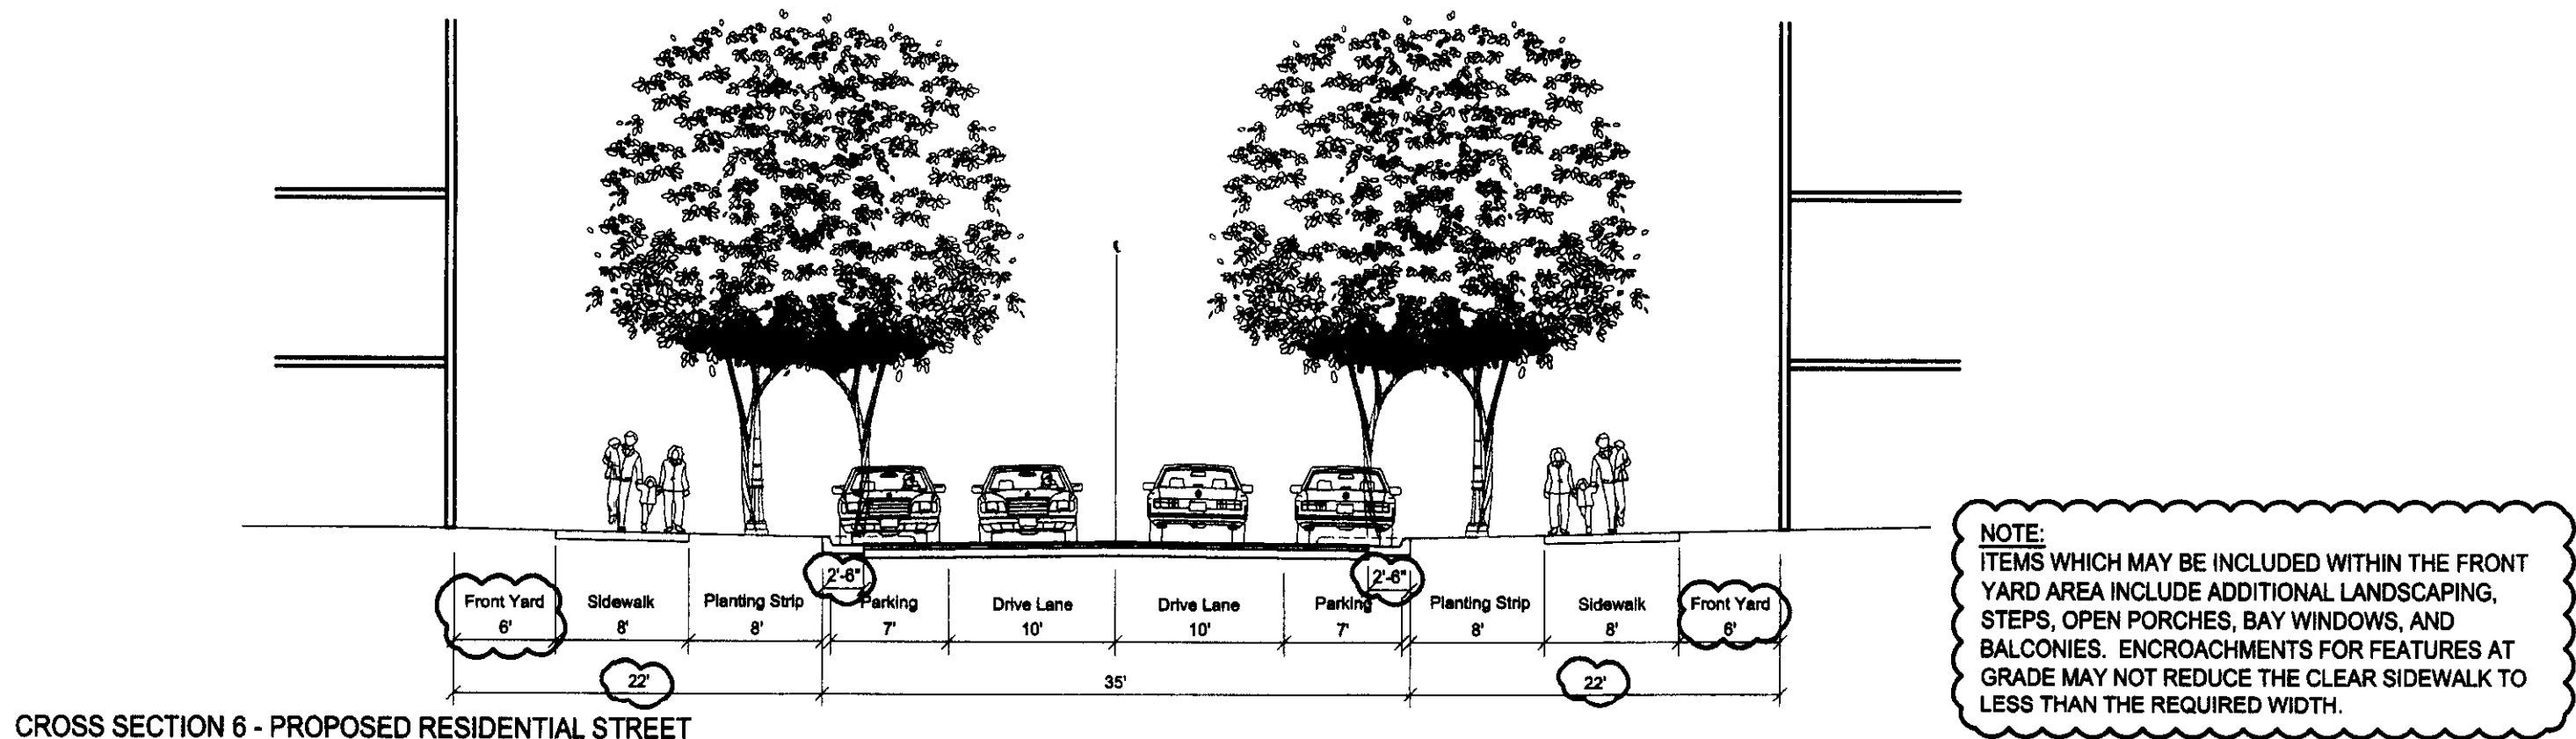 ℄
2'-6" 2'-6"
Front Yard Sidewalk Planting Strip Parking Drive Lane Drive Lane Parking Planting Strip Sidewalk Front Yard
6' 8' 8' 7' 10' 10' 7' 8' 8' 6'
22' 35' 22'
CROSS SECTION 6 - PROPOSED RESIDENTIAL STREET
NOTE:
ITEMS WHICH MAY BE INCLUDED WITHIN THE FRONT
YARD AREA INCLUDE ADDITIONAL LANDSCAPING,
STEPS, OPEN PORCHES, BAY WINDOWS, AND
BALCONIES. ENCROACHMENTS FOR FEATURES AT
GRADE MAY NOT REDUCE THE CLEAR SIDEWALK TO
LESS THAN THE REQUIRED WIDTH.